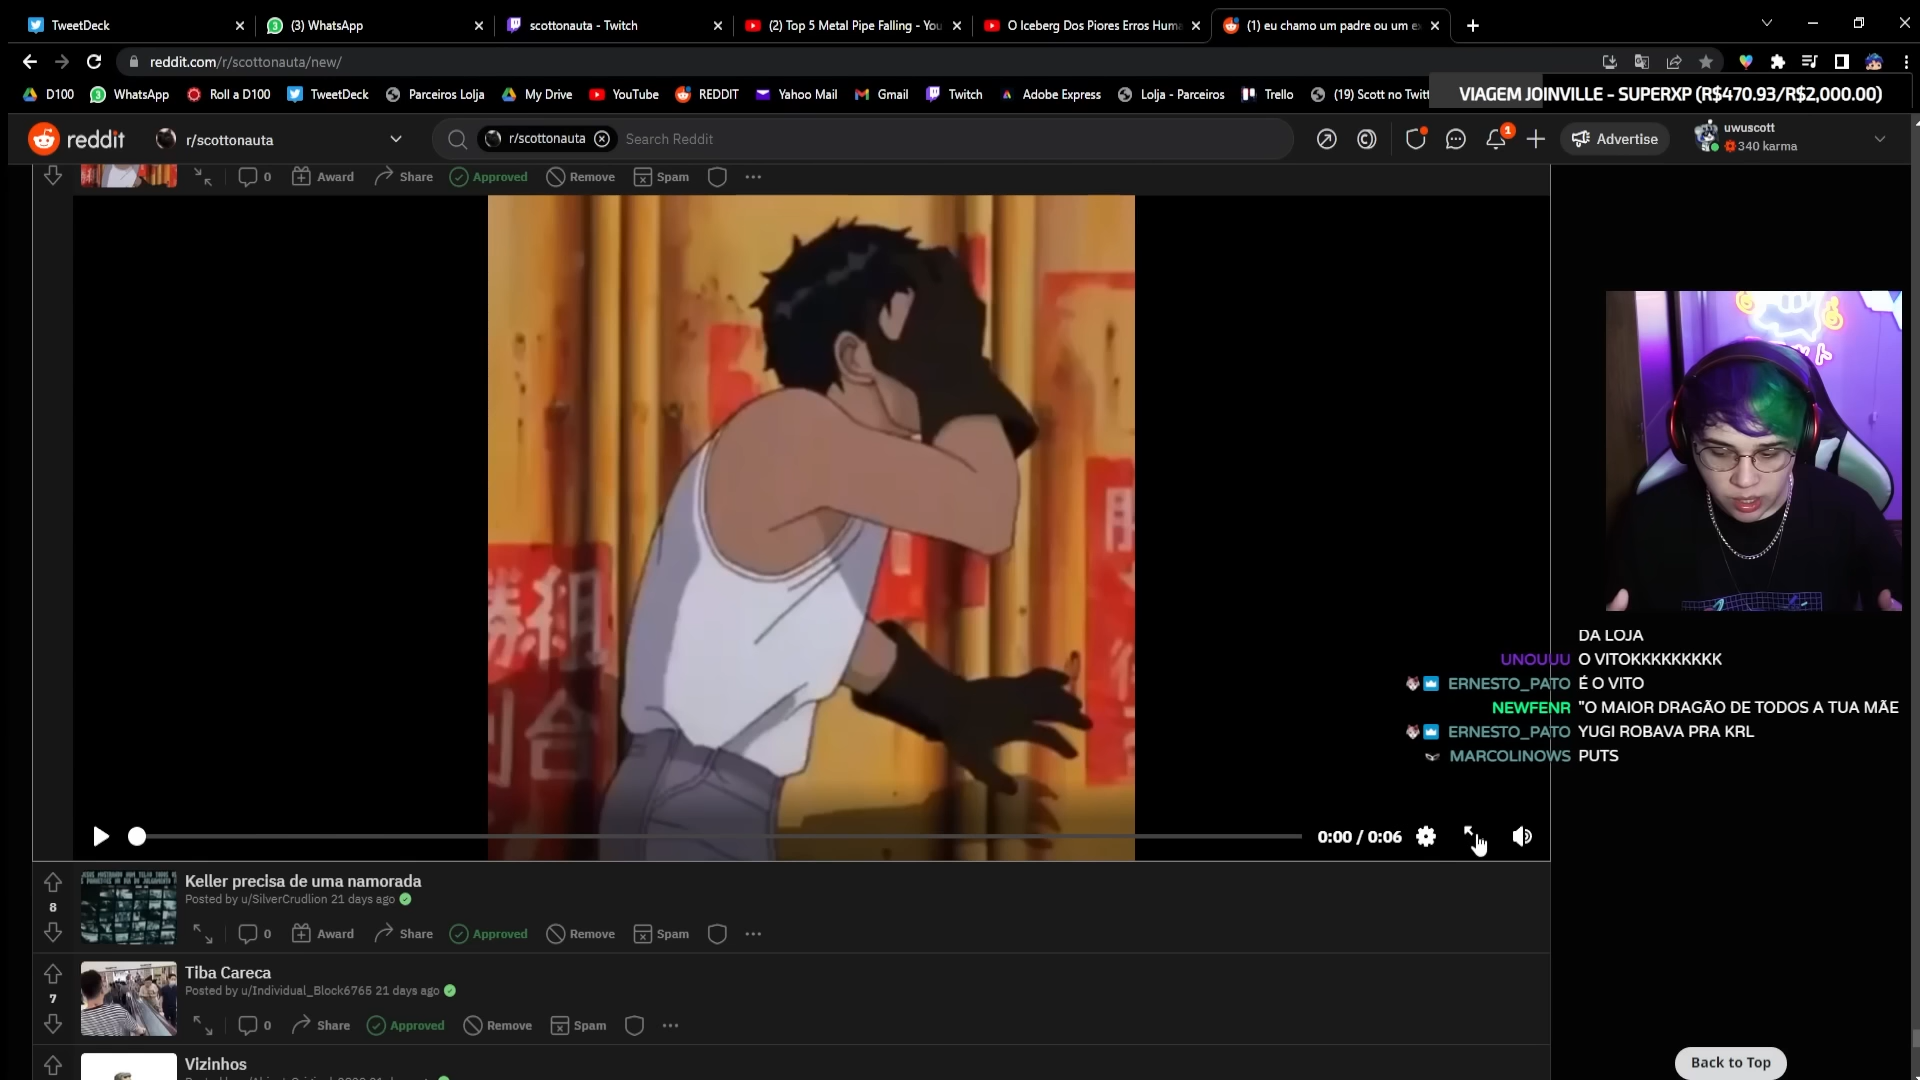 TweetDeck
(3) WhatsApp
scottonauta - Twitch
(2) Top 5 Metal Pipe Falling - You
O Iceberg Dos Piores Erros Huma
(1) eu chamo um padre ou um e
reddit.com/r/scottonauta/new/
D100
WhatsApp
Roll a D100
TweetDeck
Parceiros Lolja
My Drive
YouTube
REDDIT
Yahoo Mail
Gmail
Twitch
Adobe Express
Lolja - Parceiros
Trello
(19) Scott no Twitt
VIAGEM JOINVILLE - SUPERXP (R$470.93/R$2,000.00)
reddit
r/scottonauta
r/scottonauta
Search Reddit
1
Advertise
uwuscott
340 karma
0
Award
Share
Approved
Remove
Spam
勝組
DA LOJA
UNOUUU O VITOKKKKKKKKK
ERNESTO_PATO É O VITO
NEWFENR "O MAIOR DRAGÃO DE TODOS A TUA MÃE
ERNESTO_PATO YUGI ROBAVA PRA KRL
MARCOLINOWS PUTS
0:00 / 0:06
8
Keller precisa de uma namorada
Posted by u/SilverCrudlion 21 days ago
0
Award
Share
Approved
Remove
Spam
7
Tiba Careca
Posted by u/Individual_Block6765 21 days ago
0
Share
Approved
Remove
Spam
Vizinhos
Back to Top